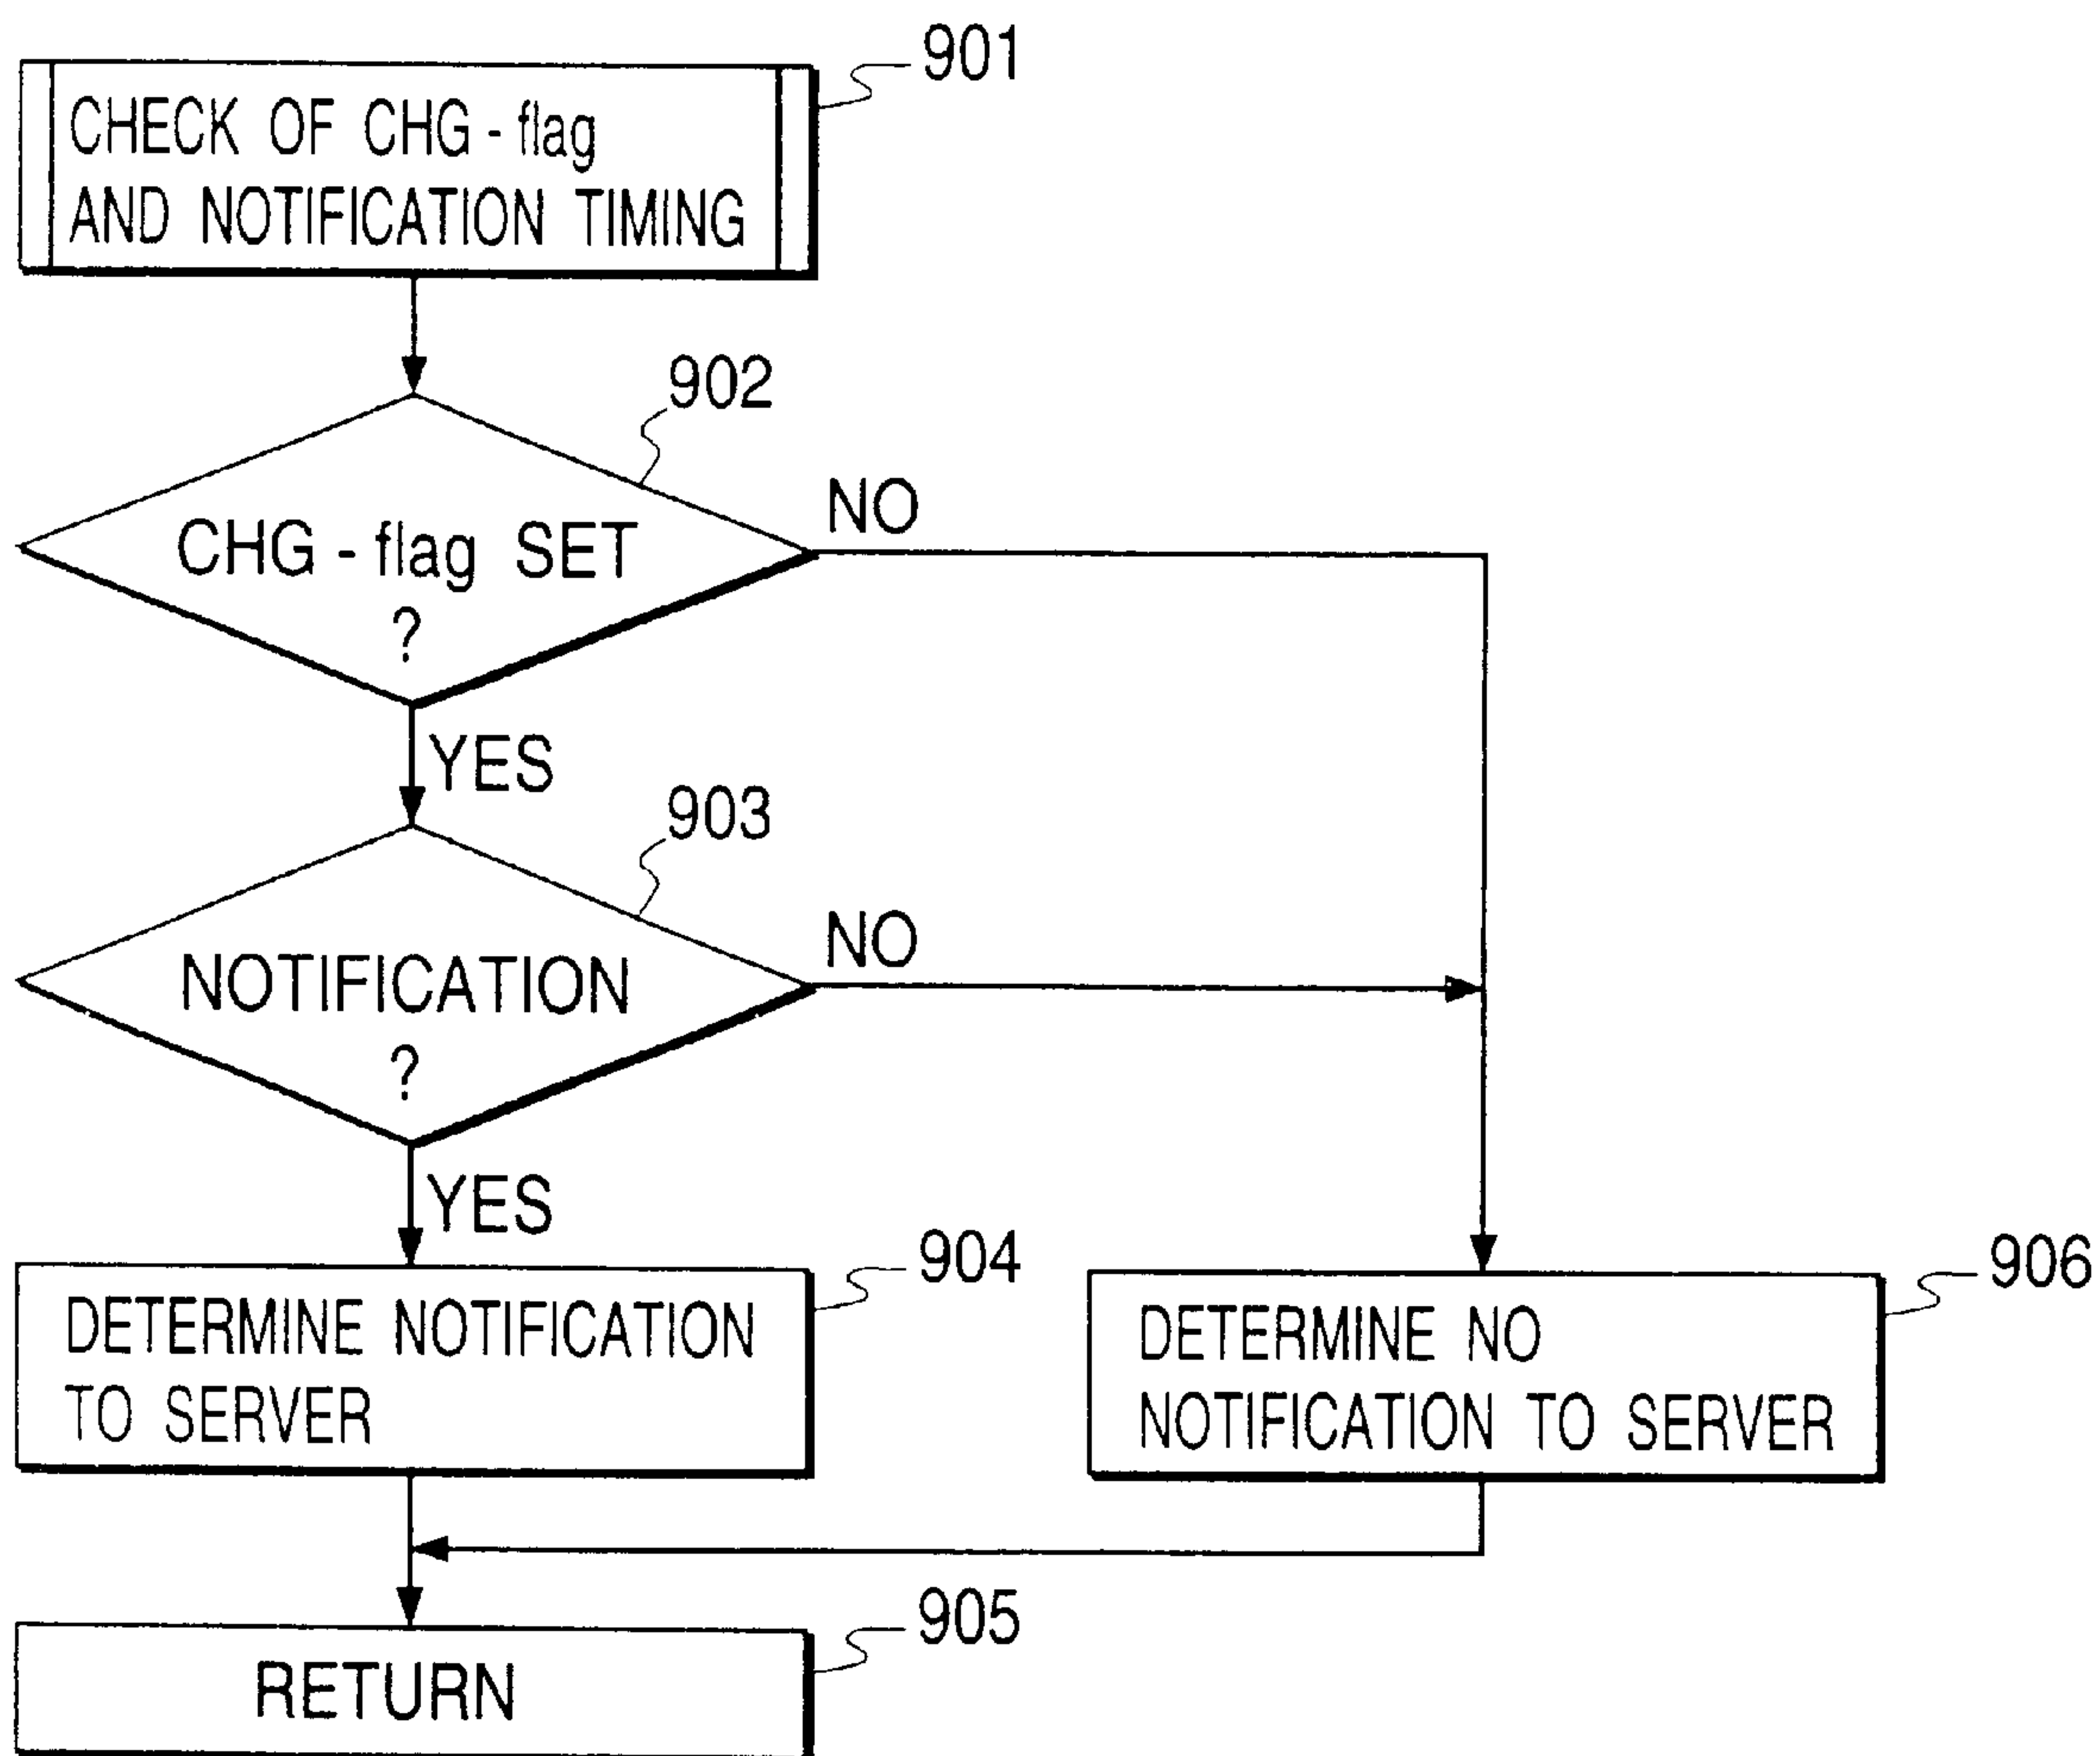 901
CHECK OF CHG - flag
AND NOTIFICATION TIMING
902
NO
CHG - flag SET
?
YES
903
NO
NOTIFICATION
?
YES
904
DETERMINE NOTIFICATION
TO SERVER
906
DETERMINE NO
NOTIFICATION TO SERVER
905
RETURN